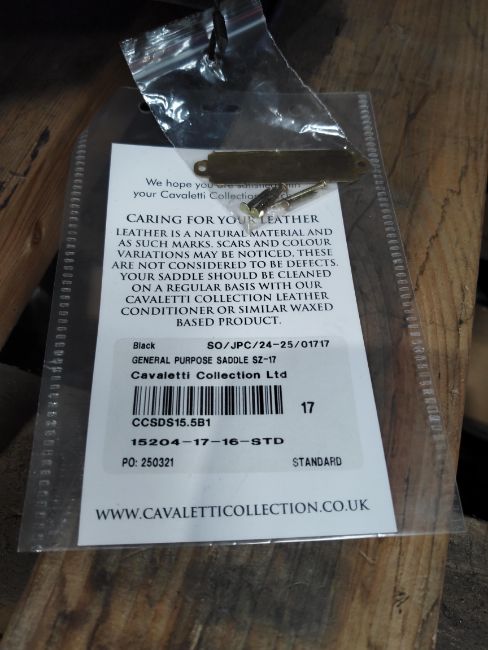 We hope you are satisfied with
your Cavaletti Collection
CARING FOR YOUR LEATHER
LEATHER IS A NATURAL MATERIAL AND
AS SUCH MARKS, SCARS AND COLOUR
VARIATIONS MAY BE NOTICED. THESE
ARE NOT CONSIDERED TO BE DEFECTS.
YOUR SADDLE SHOULD BE CLEANED
ON A REGULAR BASIS WITH OUR
CAVALETTI COLLECTION LEATHER
CONDITIONER OR SIMILAR WAXED
BASED PRODUCT.
Black SO/JPC/24-25/01717
GENERAL PURPOSE SADDLE SZ-17
Cavaletti Collection Ltd
17
CCSDS15.5B1
15204-17-16-STD
PO: 250321 STANDARD
WWW.CAVALETTICOLLECTION.CO.UK